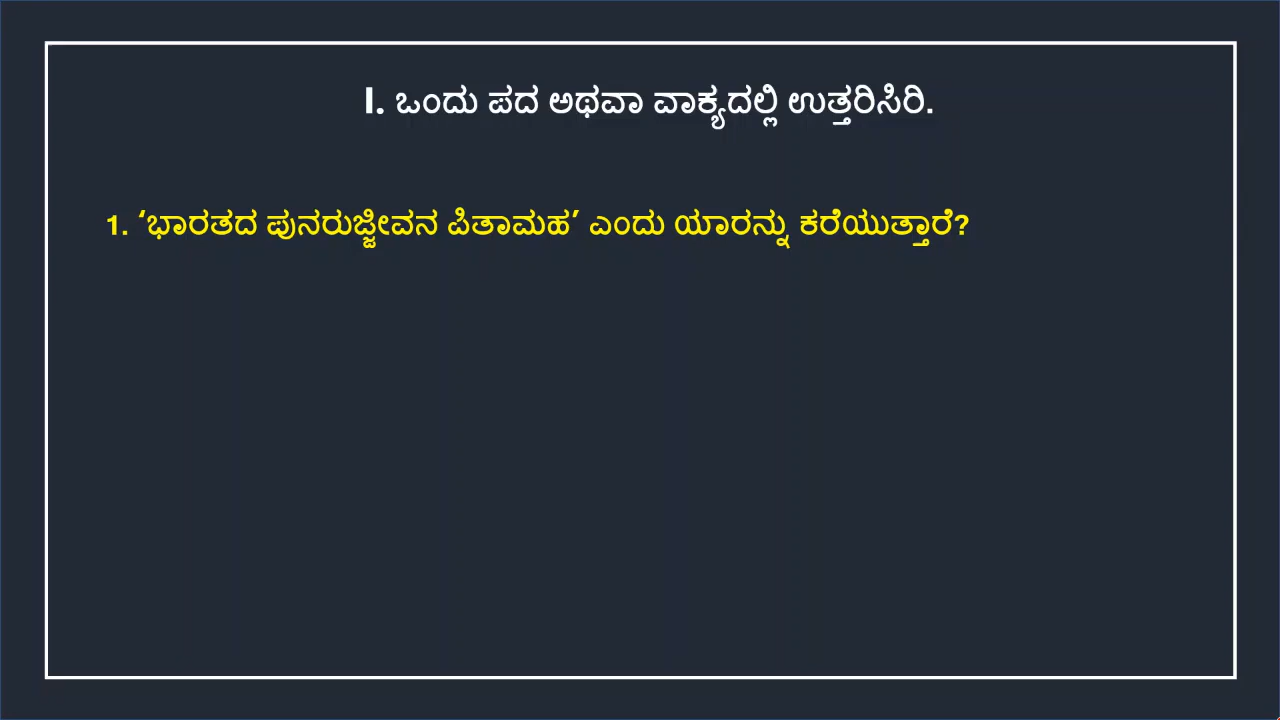 I. ಒಂದು ಪದ ಅಥವಾ ವಾಕ್ಯದಲ್ಲಿ ಉತ್ತರಿಸಿರಿ.
1. ‘ಭಾರತದ ಪುನರುಜ್ಜೀವನ ಪಿತಾಮಹ’ ಎಂದು ಯಾರನ್ನು ಕರೆಯುತ್ತಾರೆ?